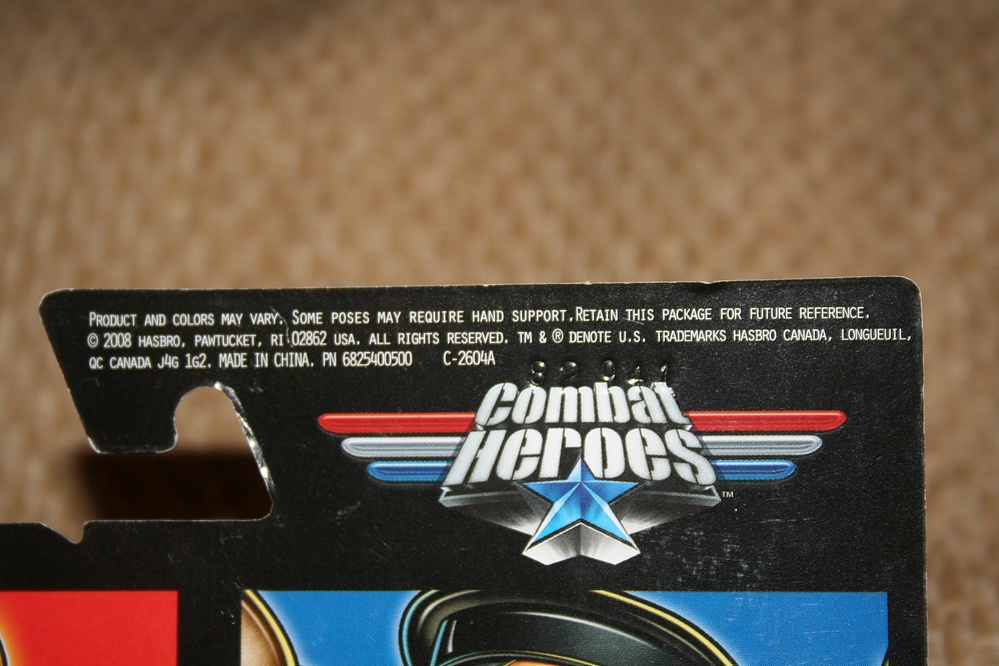 PRODUCT AND COLORS MAY VARY. SOME POSES MAY REQUIRE HAND SUPPORT. RETAIN THIS PACKAGE FOR FUTURE REFERENCE.
© 2008 HASBRO, PAWTUCKET, RI 02862 USA. ALL RIGHTS RESERVED. TM & ® DENOTE U.S. TRADEMARKS HASBRO CANADA, LONGUEUIL,
QC CANADA J4G 1G2. MADE IN CHINA. PN 6825400500 C-2604A
82941
Combat
Heroes
TM